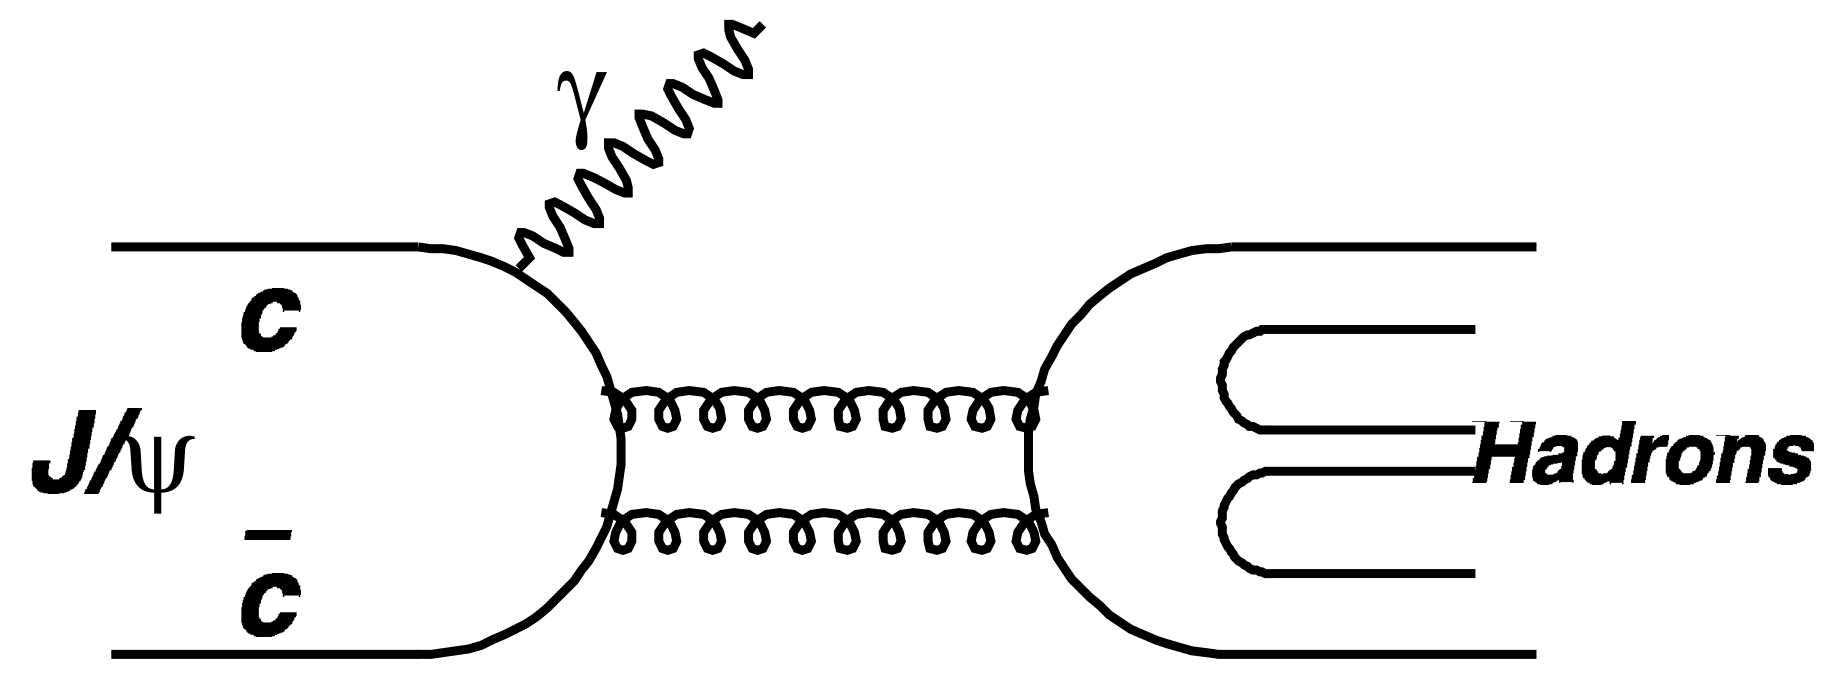 γ
c
J/ψ
Hadrons
c̄